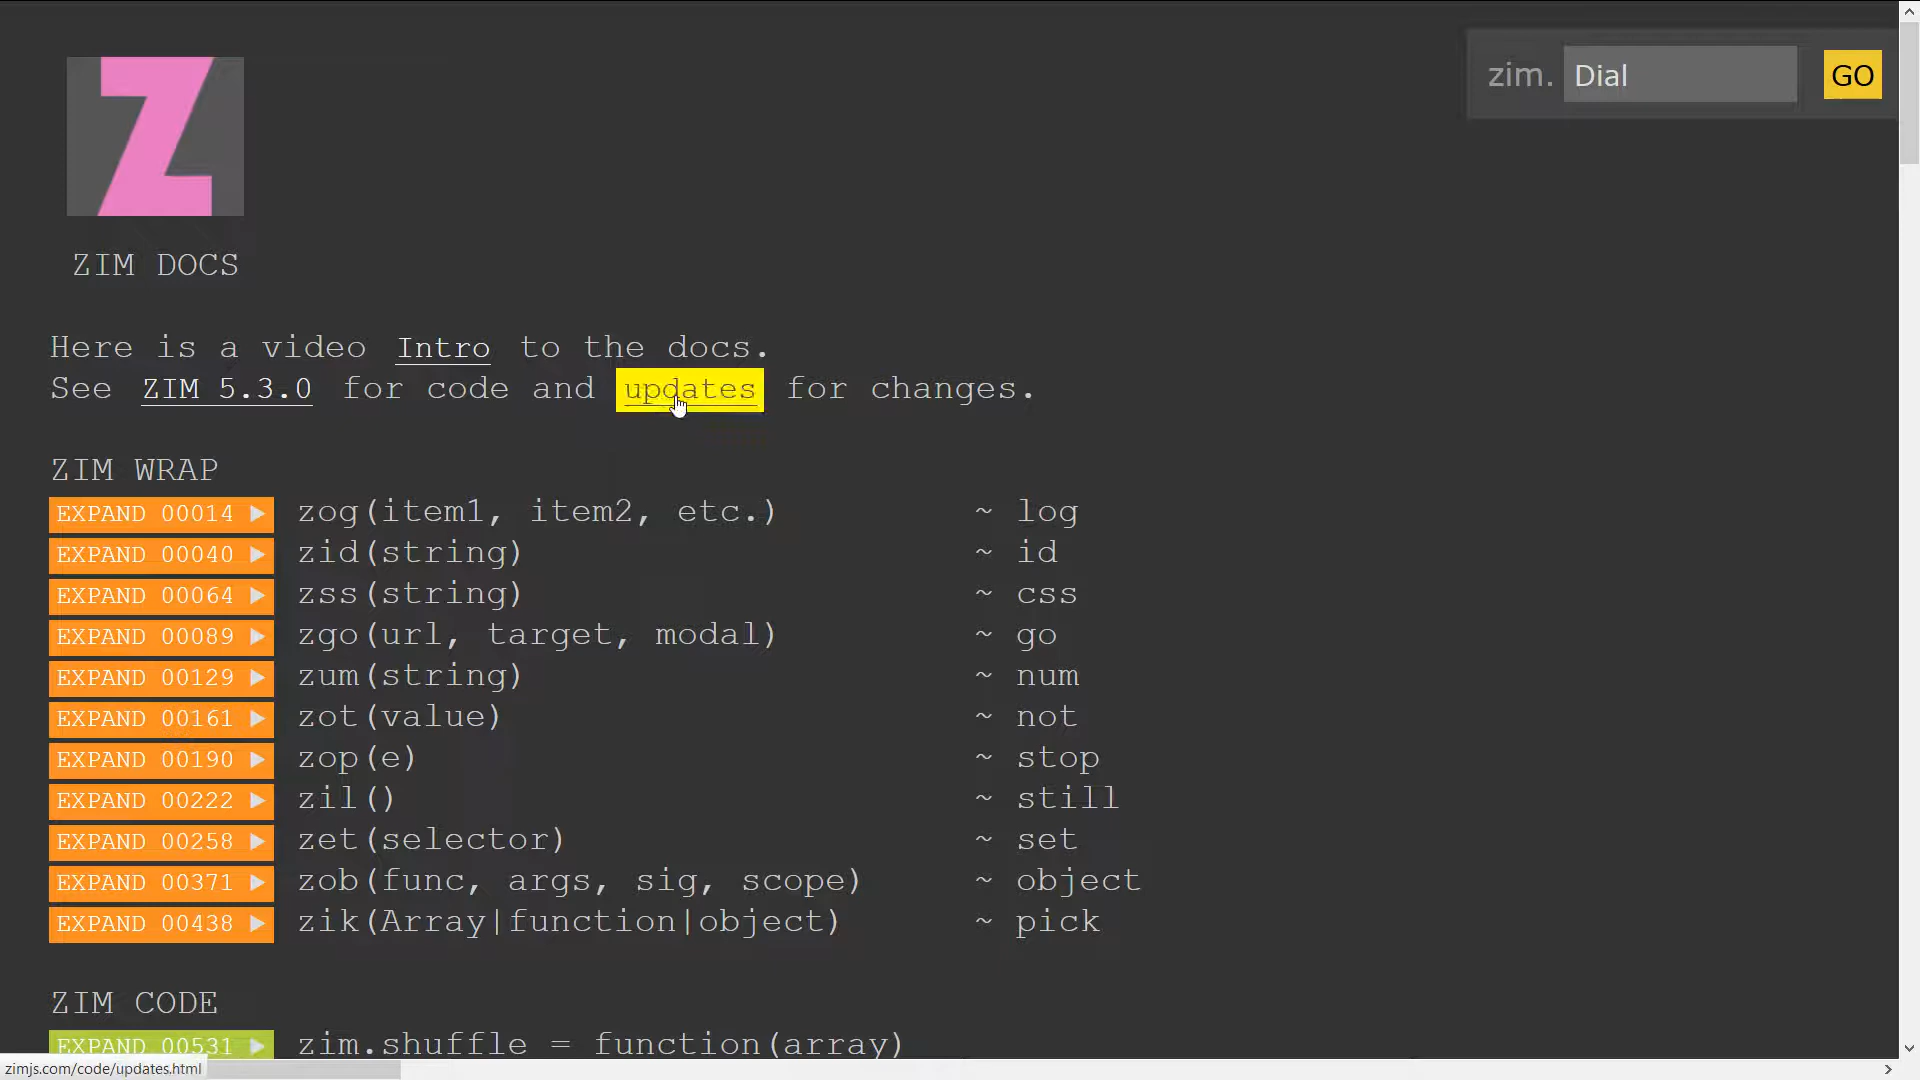 zim. Dial GO
Z
ZIM DOCS
Here is a video Intro to the docs.
See ZIM 5.3.0 for code and updates for changes.
ZIM WRAP
EXPAND 00014 ▶ zog(item1, item2, etc.) ~ log
EXPAND 00040 ▶ zid(string) ~ id
EXPAND 00064 ▶ zss(string) ~ css
EXPAND 00089 ▶ zgo(url, target, modal) ~ go
EXPAND 00129 ▶ zum(string) ~ num
EXPAND 00161 ▶ zot(value) ~ not
EXPAND 00190 ▶ zop(e) ~ stop
EXPAND 00222 ▶ zil() ~ still
EXPAND 00258 ▶ zet(selector) ~ set
EXPAND 00371 ▶ zob(func, args, sig, scope) ~ object
EXPAND 00438 ▶ zik(Array|function|object) ~ pick
ZIM CODE
EXPAND 00531 ▶ zim.shuffle = function(array)
zimjs.com/code/updates.html